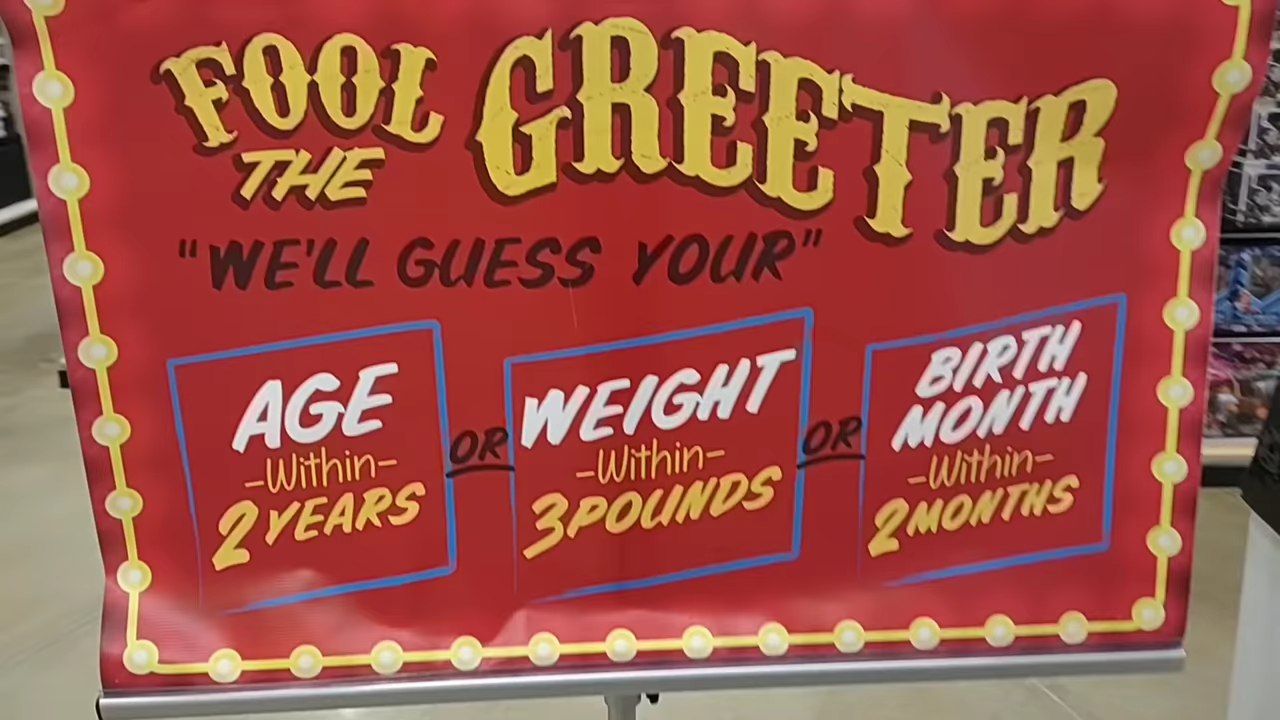 FOOL
THE
GREETER
"WE'LL GUESS YOUR"
AGE
-Within-
2 YEARS
OR
WEIGHT
-Within-
3 POUNDS
OR
BIRTH
MONTH
-Within-
2 MONTHS